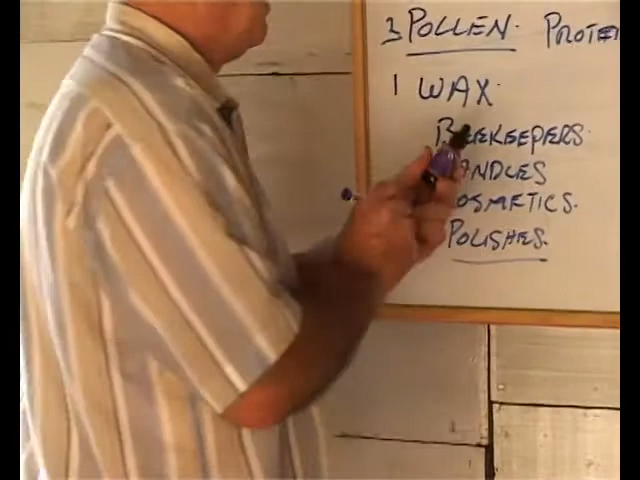 3 POLLEN. PROTEI
1 WAX
BEEKEEPERS.
ANDLES
OSMETICS.
POLISHES.